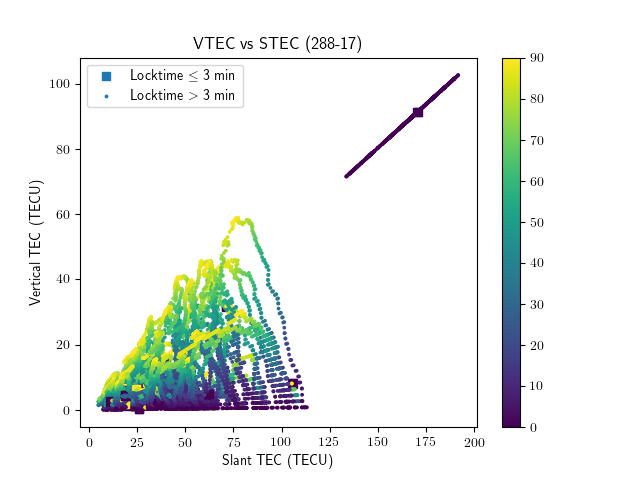 VTEC vs STEC (288-17)
Locktime ≤ 3 min
Locktime > 3 min
Vertical TEC (TECU)
100
80
60
40
20
0
0 25 50 75 100 125 150 175 200
Slant TEC (TECU)
90
80
70
60
50
40
30
20
10
0